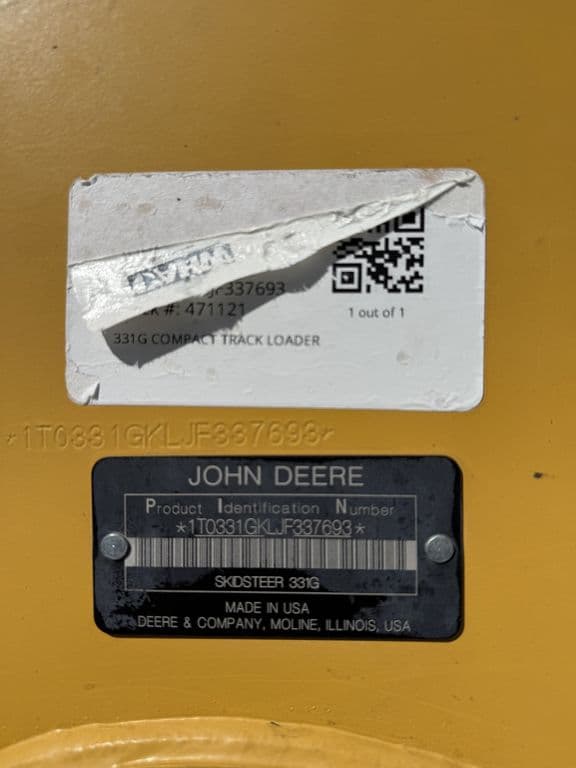 JF337693
#: 471121
1 out of 1
331G COMPACT TRACK LOADER
*1T0331GKLJF337693*
JOHN DEERE
Product Identification Number
*1T0331GKLJF337693*
SKIDSTEER 331G
MADE IN USA
DEERE & COMPANY, MOLINE, ILLINOIS, USA